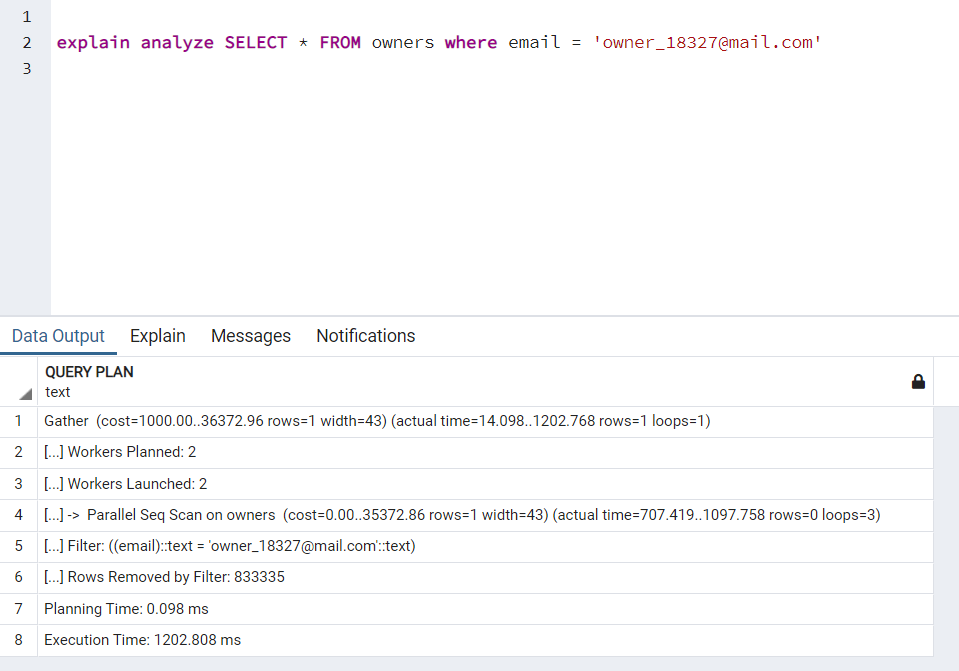 1
2 explain analyze SELECT * FROM owners where email = 'owner_18327@mail.com'
3
Data Output Explain Messages Notifications
QUERY PLAN
text
1 Gather (cost=1000.00..36372.96 rows=1 width=43) (actual time=14.098..1202.768 rows=1 loops=1)
2 [...] Workers Planned: 2
3 [...] Workers Launched: 2
4 [...] -> Parallel Seq Scan on owners (cost=0.00..35372.86 rows=1 width=43) (actual time=707.419..1097.758 rows=0 loops=3)
5 [...] Filter: ((email)::text = 'owner_18327@mail.com'::text)
6 [...] Rows Removed by Filter: 833335
7 Planning Time: 0.098 ms
8 Execution Time: 1202.808 ms